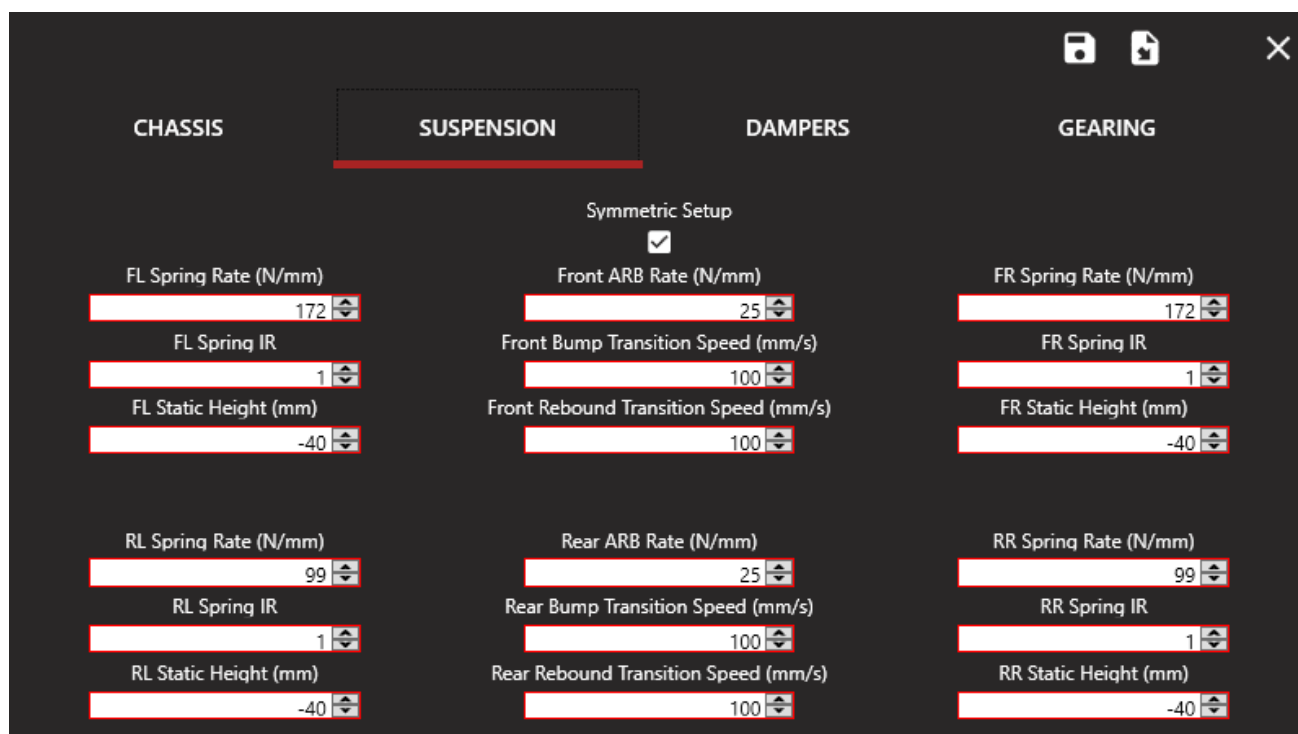 CHASSIS SUSPENSION DAMPERS GEARING
Symmetric Setup
FL Spring Rate (N/mm) Front ARB Rate (N/mm) FR Spring Rate (N/mm)
172 25 172
FL Spring IR Front Bump Transition Speed (mm/s) FR Spring IR
1 100 1
FL Static Height (mm) Front Rebound Transition Speed (mm/s) FR Static Height (mm)
-40 100 -40
RL Spring Rate (N/mm) Rear ARB Rate (N/mm) RR Spring Rate (N/mm)
99 25 99
RL Spring IR Rear Bump Transition Speed (mm/s) RR Spring IR
1 100 1
RL Static Height (mm) Rear Rebound Transition Speed (mm/s) RR Static Height (mm)
-40 100 -40